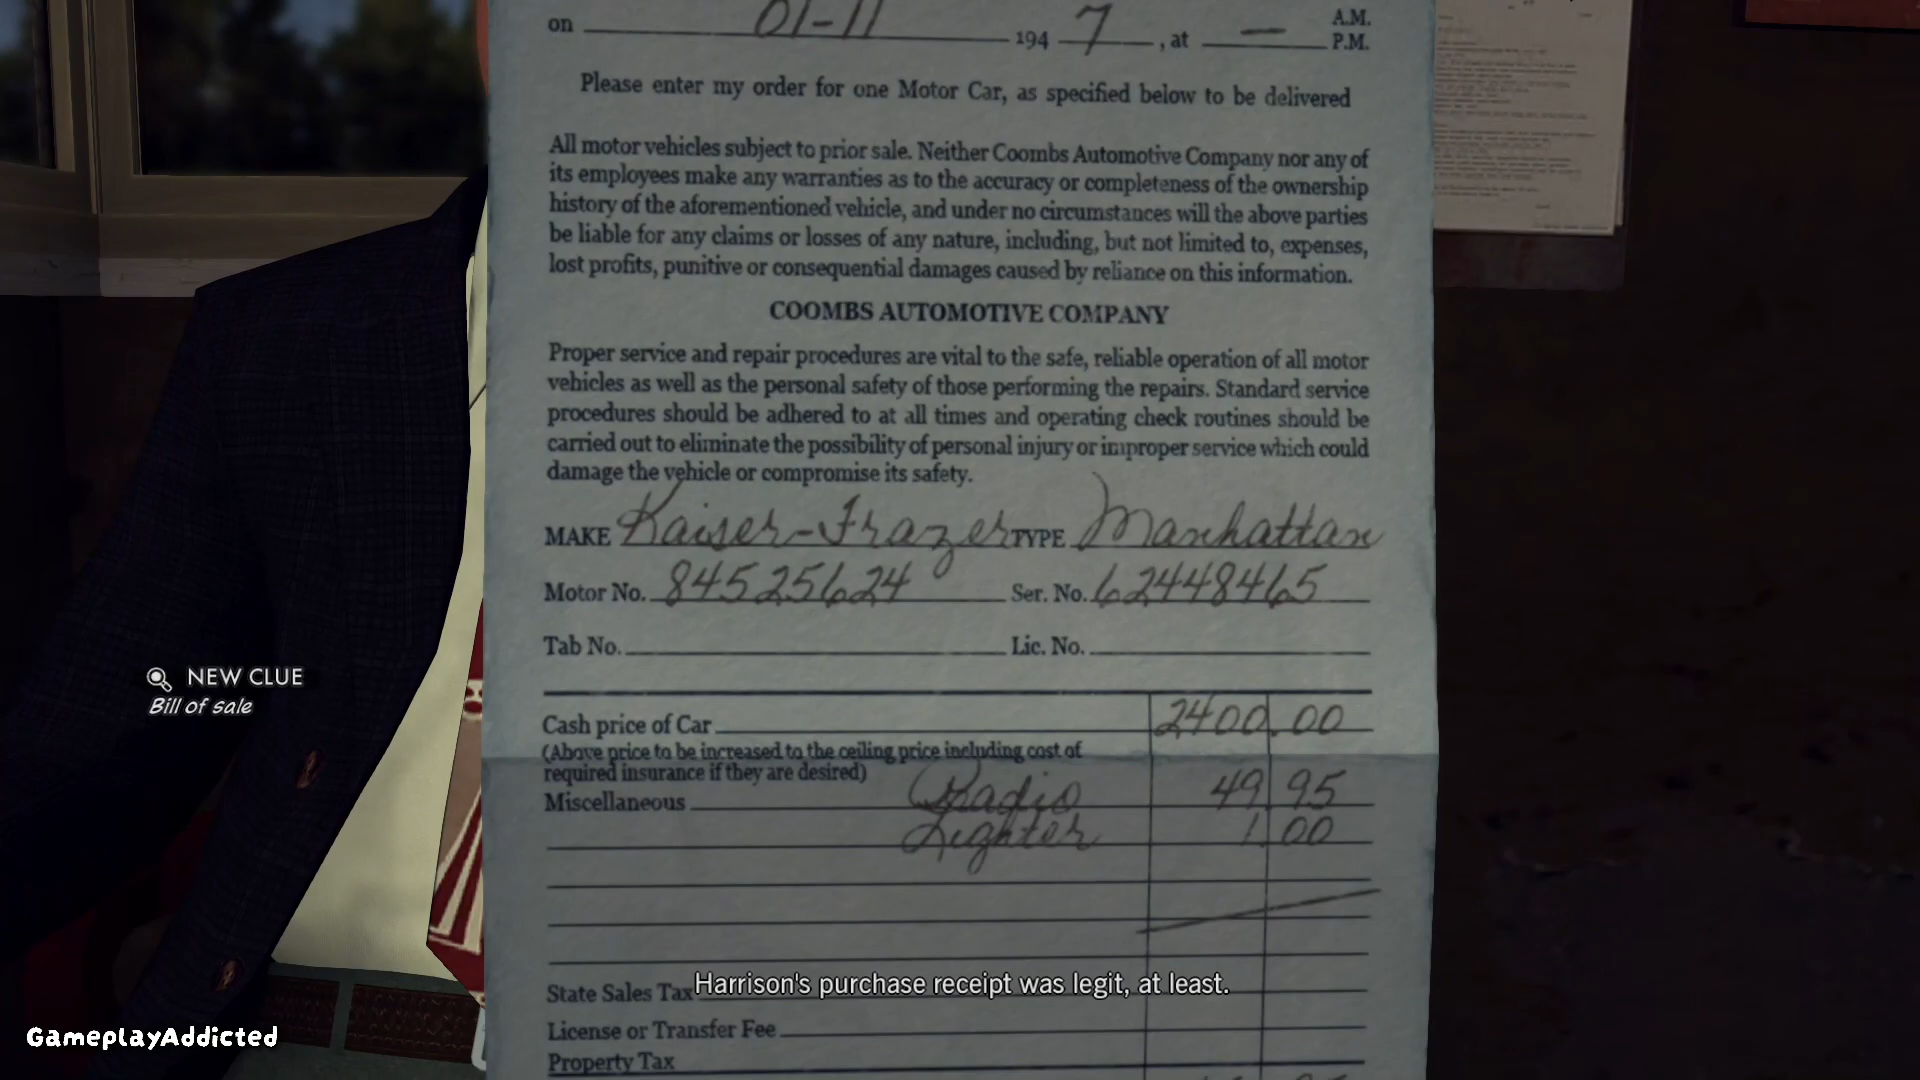 on 01-11 194 7, at — A.M.
P.M.
Please enter my order for one Motor Car, as specified below to be delivered
All motor vehicles subject to prior sale. Neither Coombs Automotive Company nor any of
its employees make any warranties as to the accuracy or completeness of the ownership
history of the aforementioned vehicle, and under no circumstances will the above parties
be liable for any claims or losses of any nature, including, but not limited to, expenses,
lost profits, punitive or consequential damages caused by reliance on this information.
COOMBS AUTOMOTIVE COMPANY
Proper service and repair procedures are vital to the safe, reliable operation of all motor
vehicles as well as the personal safety of those performing the repairs. Standard service
procedures should be adhered to at all times and operating check routines should be
carried out to eliminate the possibility of personal injury or improper service which could
damage the vehicle or compromise its safety.
MAKE Kaiser-Frazer TYPE Manhattan
Motor No. 84525624 Ser. No. 62448465
Tab No. Lic. No.
NEW CLUE
Bill of sale
Cash price of Car 2400.00
(Above price to be increased to the ceiling price including cost of
required insurance if they are desired)
Miscellaneous Radio 49.95
Lighter 1.00
State Sales Tax
Harrison's purchase receipt was legit, at least.
License or Transfer Fee
Property Tax
GameplayAddicted